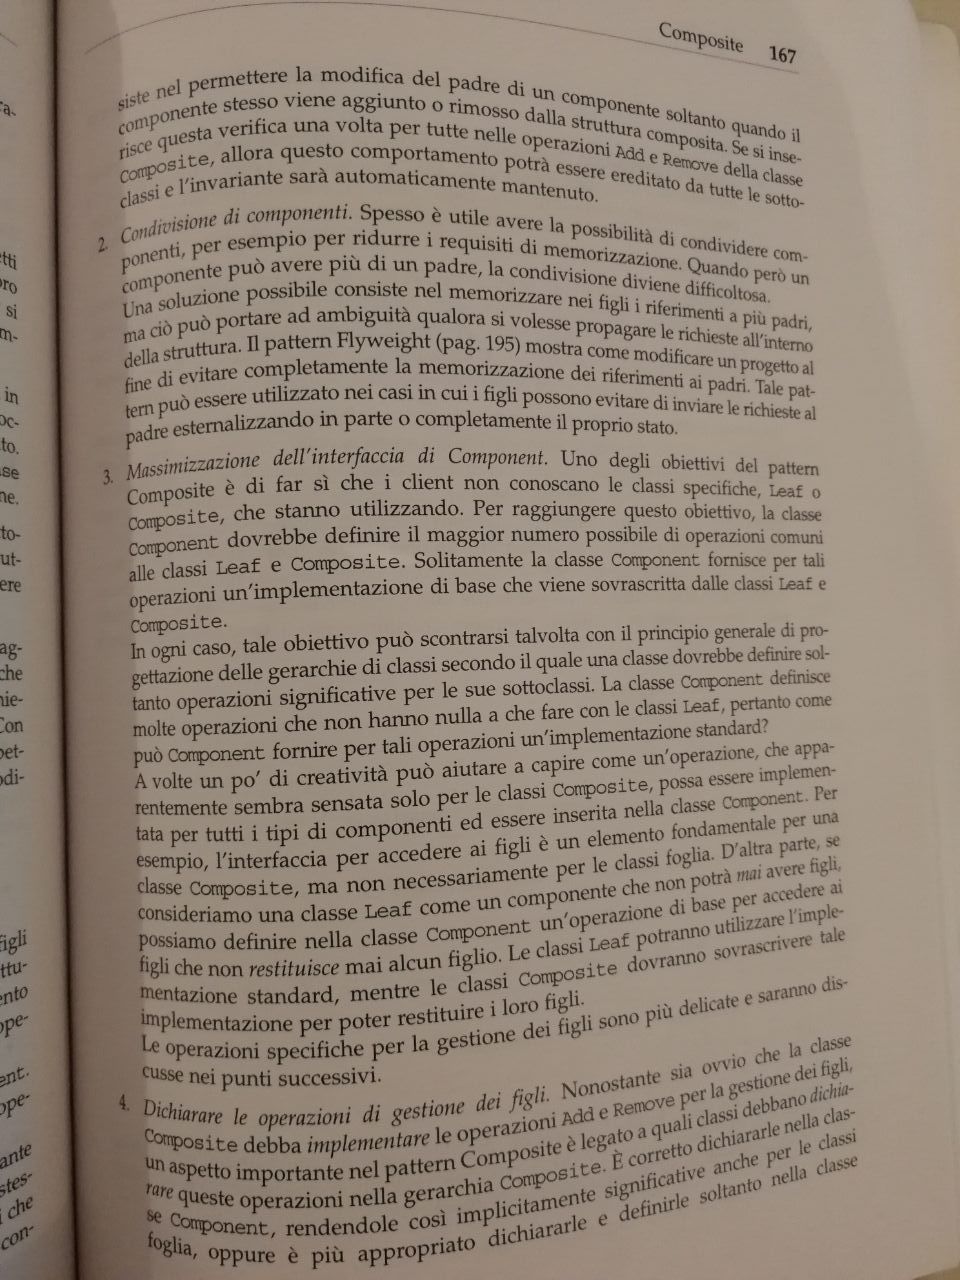 Composite 167
siste nel permettere la modifica del padre di un componente soltanto quando il
componente stesso viene aggiunto o rimosso dalla struttura composita. Se si inse-
risce questa verifica una volta per tutte nelle operazioni Add e Remove della classe
Composite, allora questo comportamento potrà essere ereditato da tutte le sotto-
classi e l'invariante sarà automaticamente mantenuto.
2. Condivisione di componenti. Spesso è utile avere la possibilità di condividere com-
ponenti, per esempio per ridurre i requisiti di memorizzazione. Quando però un
componente può avere più di un padre, la condivisione diviene difficoltosa.
Una soluzione possibile consiste nel memorizzare nei figli i riferimenti a più padri,
ma ciò può portare ad ambiguità qualora si volesse propagare le richieste all'interno
della struttura. Il pattern Flyweight (pag. 195) mostra come modificare un progetto al
fine di evitare completamente la memorizzazione dei riferimenti ai padri. Tale pat-
tern può essere utilizzato nei casi in cui i figli possono evitare di inviare le richieste al
padre esternalizzando in parte o completamente il proprio stato.
3. Massimizzazione dell'interfaccia di Component. Uno degli obiettivi del pattern
Composite è di far sì che i client non conoscano le classi specifiche, Leaf o
Composite, che stanno utilizzando. Per raggiungere questo obiettivo, la classe
Component dovrebbe definire il maggior numero possibile di operazioni comuni
alle classi Leaf e Composite. Solitamente la classe Component fornisce per tali
operazioni un'implementazione di base che viene sovrascritta dalle classi Leaf e
Composite.
In ogni caso, tale obiettivo può scontrarsi talvolta con il principio generale di pro-
gettazione delle gerarchie di classi secondo il quale una classe dovrebbe definire sol-
tanto operazioni significative per le sue sottoclassi. La classe Component definisce
molte operazioni che non hanno nulla a che fare con le classi Leaf, pertanto come
può Component fornire per tali operazioni un'implementazione standard?
A volte un po' di creatività può aiutare a capire come un'operazione, che appa-
rentemente sembra sensata solo per le classi Composite, possa essere implemen-
tata per tutti i tipi di componenti ed essere inserita nella classe Component. Per
esempio, l'interfaccia per accedere ai figli è un elemento fondamentale per una
classe Composite, ma non necessariamente per le classi foglia. D'altra parte, se
consideriamo una classe Leaf come un componente che non potrà mai avere figli,
possiamo definire nella classe Component un'operazione di base per accedere ai
figli che non restituisce mai alcun figlio. Le classi Leaf potranno utilizzare l'imple-
mentazione standard, mentre le classi Composite dovranno sovrascrivere tale
implementazione per poter restituire i loro figli.
Le operazioni specifiche per la gestione dei figli sono più delicate e saranno dis-
cusse nei punti successivi.
4. Dichiarare le operazioni di gestione dei figli. Nonostante sia ovvio che la classe
Composite debba implementare le operazioni Add e Remove per la gestione dei figli,
un aspetto importante nel pattern Composite è legato a quali classi debbano dichia-
rare queste operazioni nella gerarchia Composite. È corretto dichiararle nella clas-
se Component, rendendole così implicitamente significative anche per le classi
foglia, oppure è più appropriato dichiararle e definirle soltanto nella classe